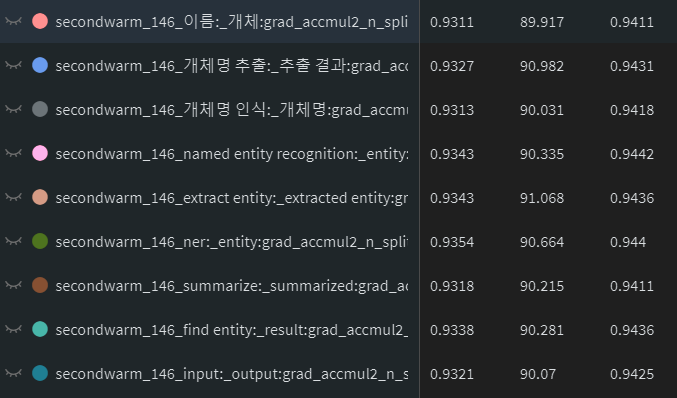 secondwarm_146_이름:_개체:grad_accmul2_n_spli 0.9311 89.917 0.9411
secondwarm_146_개체명 추출:_추출 결과:grad_acc 0.9327 90.982 0.9431
secondwarm_146_개체명 인식:_개체명:grad_accmu 0.9313 90.031 0.9418
secondwarm_146_named entity recognition:_entity: 0.9343 90.335 0.9442
secondwarm_146_extract entity:_extracted entity:gr 0.9343 91.068 0.9436
secondwarm_146_ner:_entity:grad_accmul2_n_split 0.9354 90.664 0.944
secondwarm_146_summarize:_summarized:grad_ac 0.9318 90.215 0.9411
secondwarm_146_find entity:_result:grad_accmul2_ 0.9338 90.281 0.9436
secondwarm_146_input:_output:grad_accmul2_n_s 0.9321 90.07 0.9425